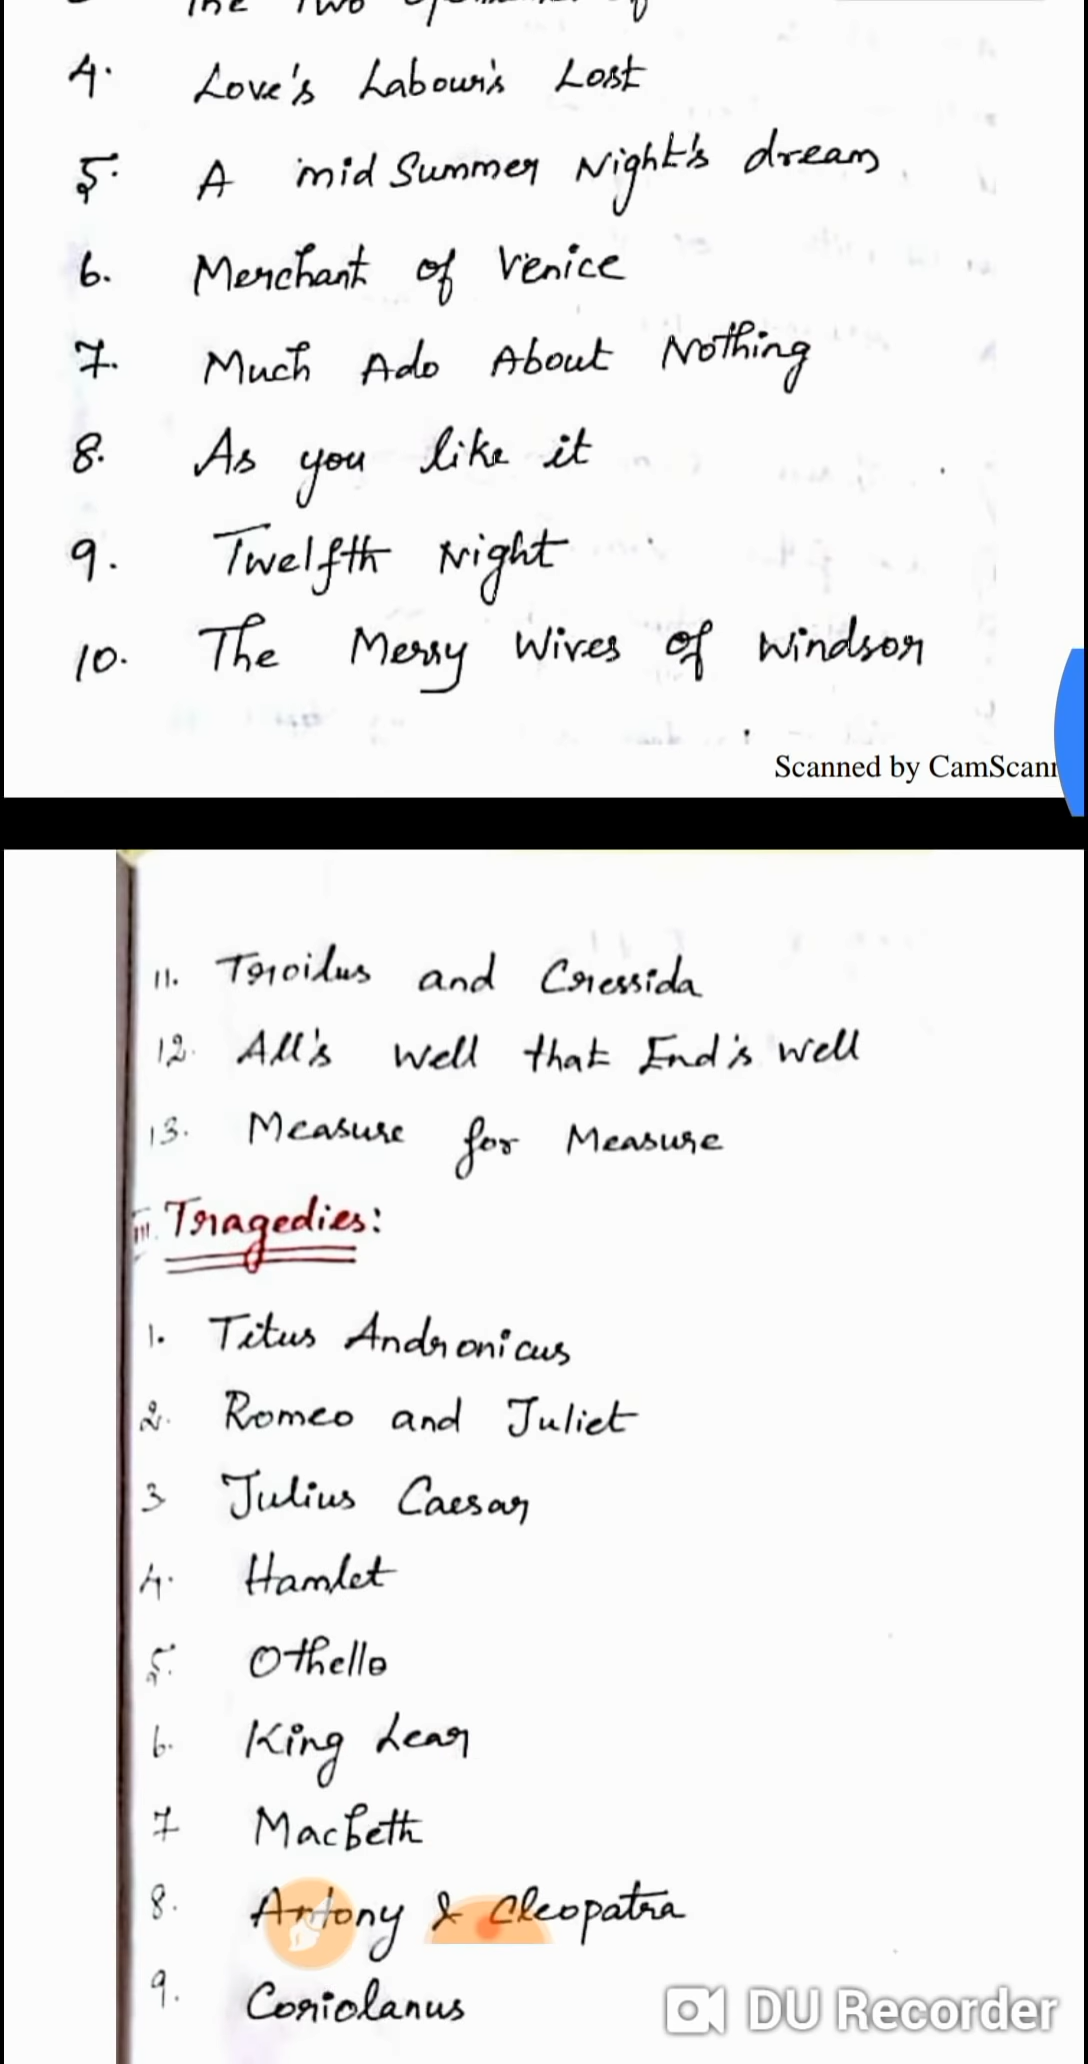 The Two
4. Love's Labour's Lost
5. A mid Summer Night's dream
6. Merchant of Venice
7. Much Ado About Nothing
8. As you like it
9. Twelfth Night
10. The Merry Wives of Windsor
Scanned by CamScann
11. Troilus and Cressida
12. All's well that End's well
13. Measure for Measure
III. Tragedies:
1. Titus Andronicus
2. Romeo and Juliet
3 Julius Caesar
4. Hamlet
5. Othello
6. King Lear
7 Macbeth
8. Antony & Cleopatra
9. Coriolanus
DU Recorder